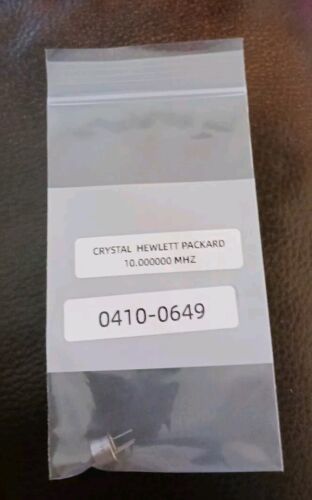 CRYSTAL HEWLETT PACKARD
10.000000 MHZ
0410-0649